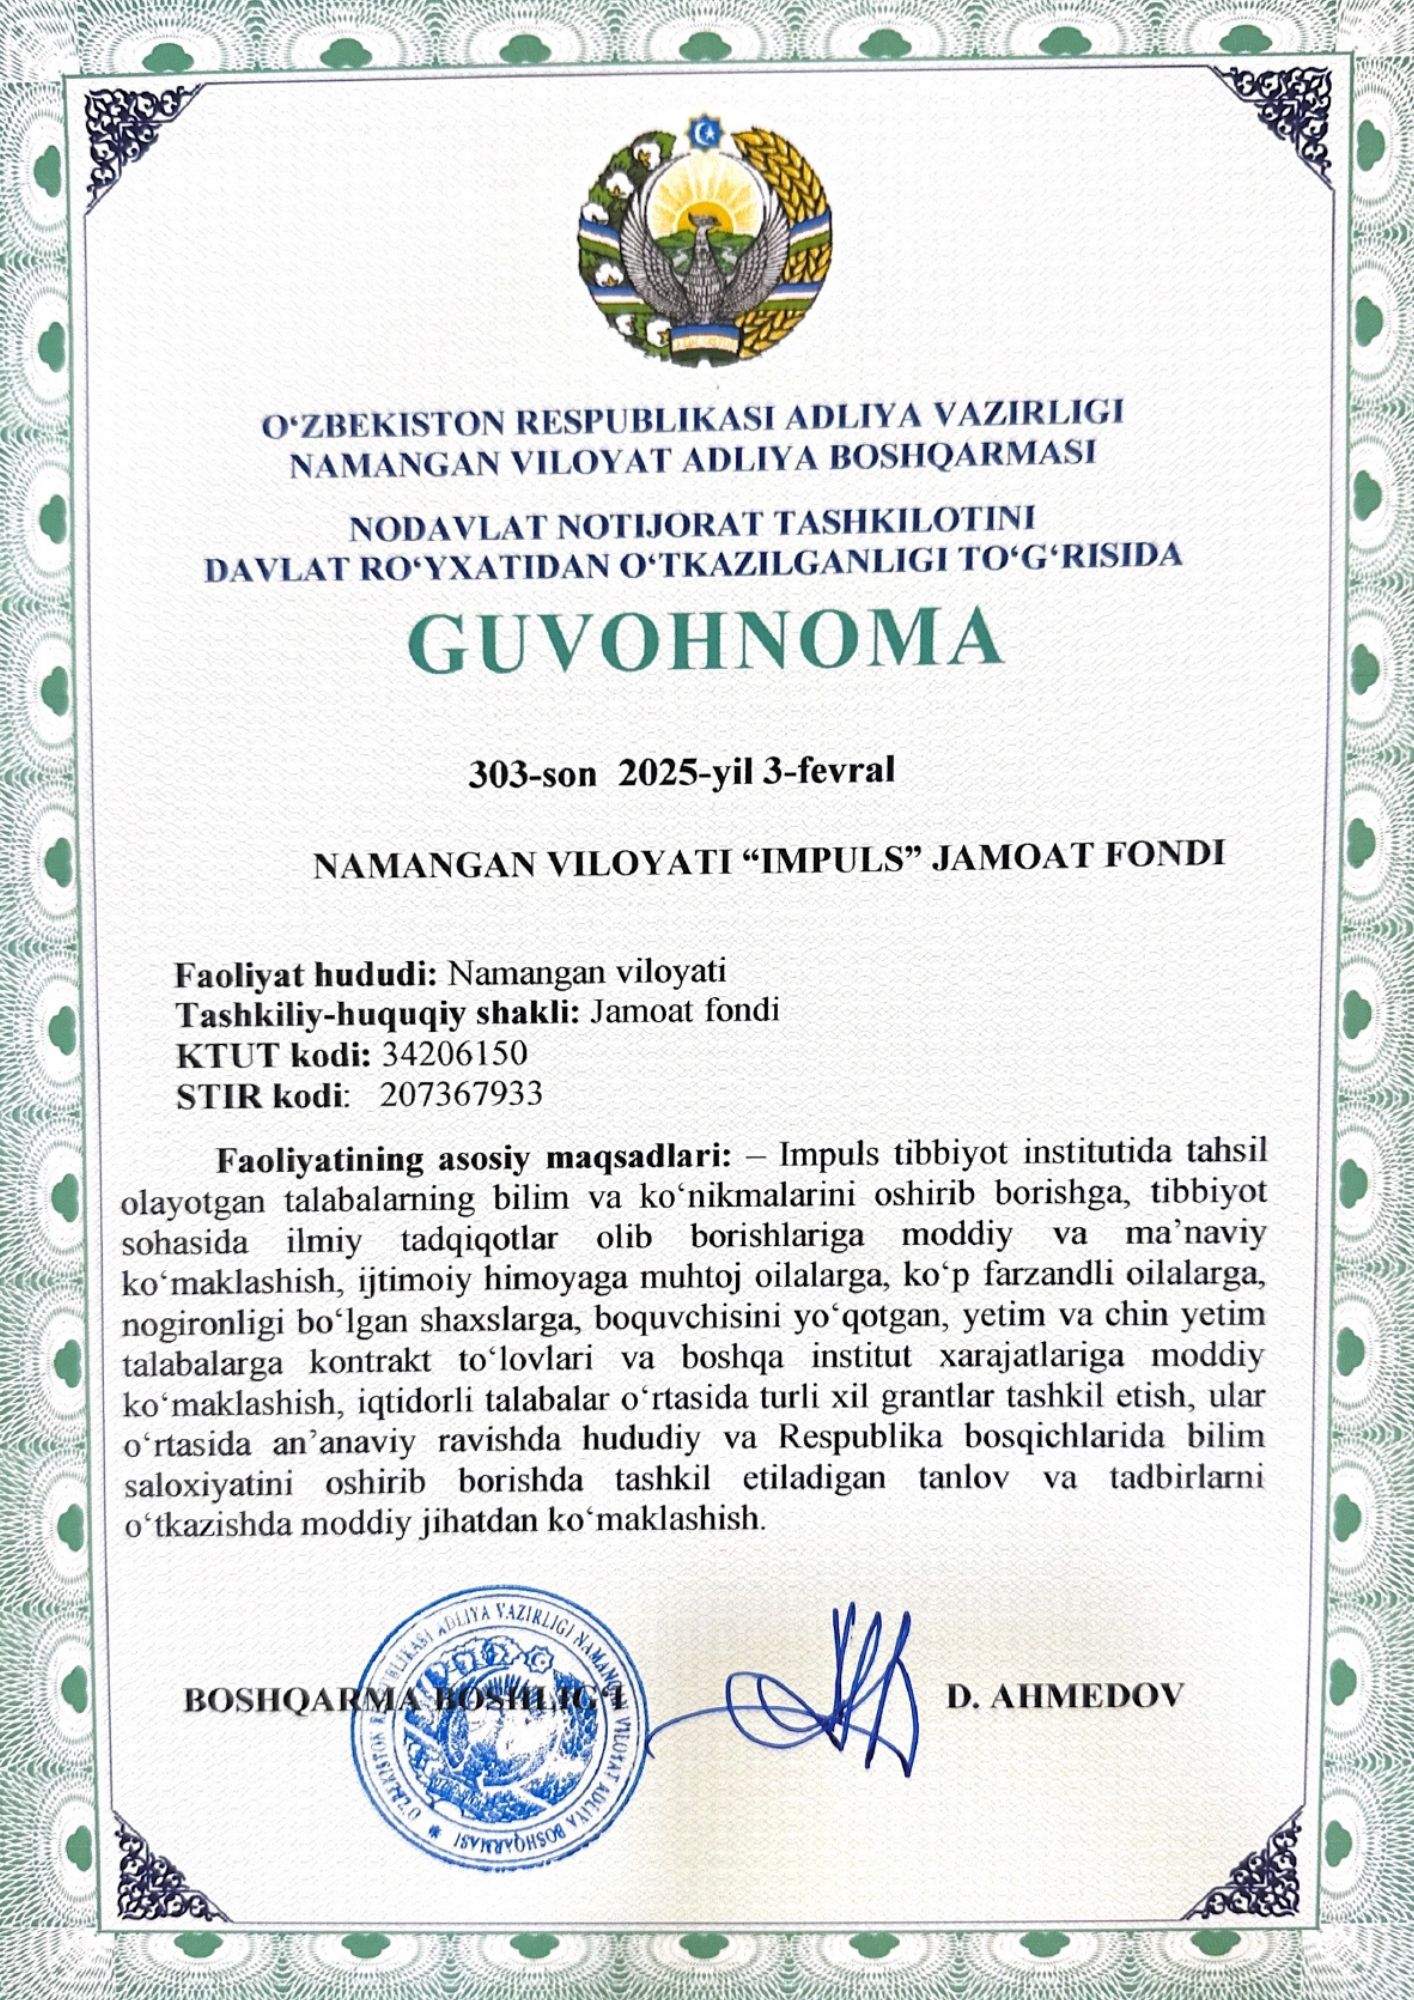 O‘ZBEKISTON RESPUBLIKASI ADLIYA VAZIRLIGI
NAMANGAN VILOYAT ADLIYA BOSHQARMASI
NODAVLAT NOTIJORAT TASHKILOTINI
DAVLAT RO‘YXATIDAN O‘TKAZILGANLIGI TO‘G‘RISIDA
GUVOHNOMA
303-son 2025-yil 3-fevral
NAMANGAN VILOYATI “IMPULS” JAMOAT FONDI
Faoliyat hududi: Namangan viloyati
Tashkiliy-huquqiy shakli: Jamoat fondi
KTUT kodi: 34206150
STIR kodi: 207367933
Faoliyatining asosiy maqsadlari: – Impuls tibbiyot institutida tahsil
olayotgan talabalarning bilim va ko‘nikmalarini oshirib borishga, tibbiyot
sohasida ilmiy tadqiqotlar olib borishlariga moddiy va ma’naviy
ko‘maklashish, ijtimoiy himoyaga muhtoj oilalarga, ko‘p farzandli oilalarga,
nogironligi bo‘lgan shaxslarga, boquvchisini yo‘qotgan, yetim va chin yetim
talabalarga kontrakt to‘lovlari va boshqa institut xarajatlariga moddiy
ko‘maklashish, iqtidorli talabalar o‘rtasida turli xil grantlar tashkil etish, ular
o‘rtasida an’anaviy ravishda hududiy va Respublika bosqichlarida bilim
saloxiyatini oshirib borishda tashkil etiladigan tanlov va tadbirlarni
o‘tkazishda moddiy jihatdan ko‘maklashish.
BOSHQARMA BOSHLIG‘I
D. AHMEDOV
O‘ZBEKISTON RESPUBLIKASI ADLIYA VAZIRLIGI NAMANGAN VILOYAT ADLIYA BOSHQARMASI